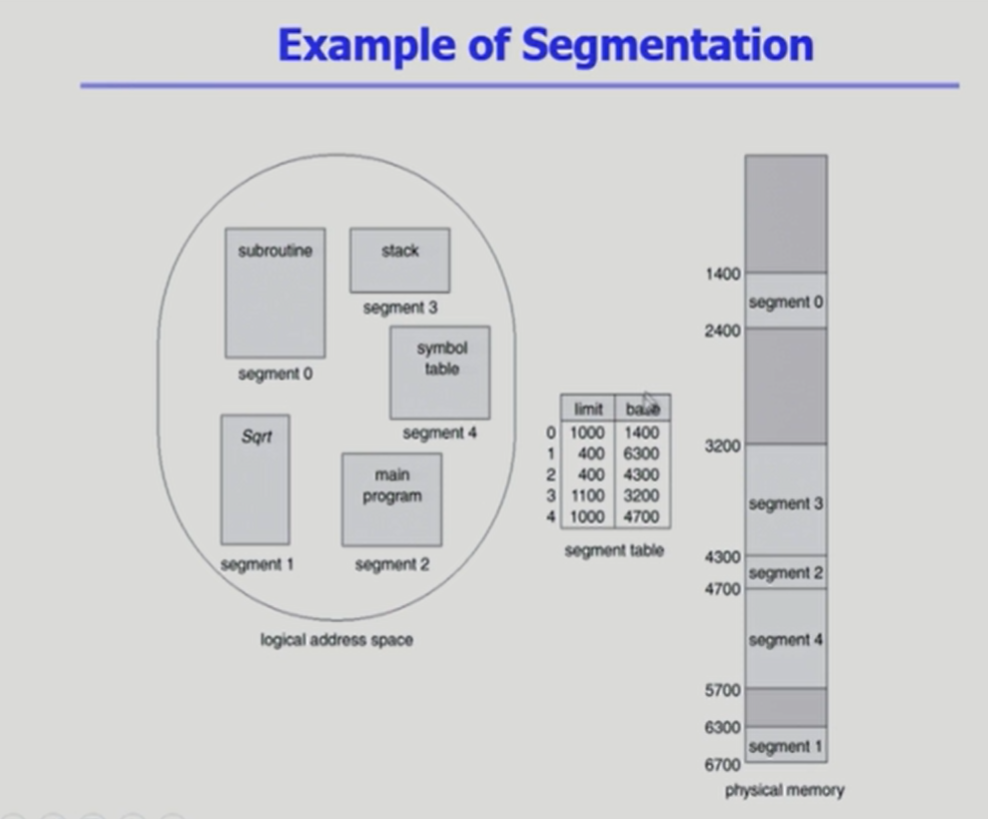 Example of Segmentation
subroutine
segment 0
stack
segment 3
symbol
table
segment 4
Sqrt
segment 1
main
program
segment 2
logical address space
limit base
0 1000 1400
1 400 6300
2 400 4300
3 1100 3200
4 1000 4700
segment table
1400
segment 0
2400
3200
segment 3
4300
segment 2
4700
segment 4
5700
6300
segment 1
6700
physical memory